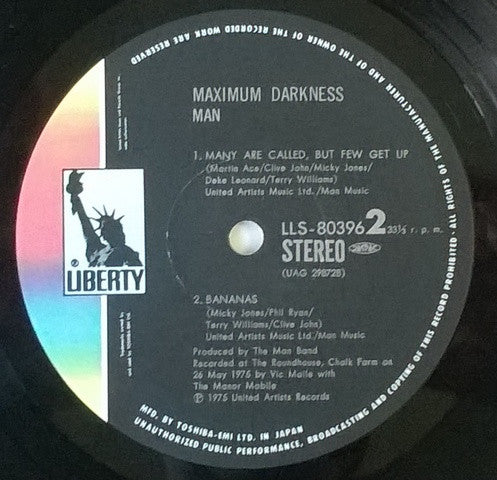 MAXIMUM DARKNESS
MAN
1. MANY ARE CALLED, BUT FEW GET UP
(Martin Ace/Clive John/Micky Jones/
Deke Leonard/Terry Williams)
United Artists Music Ltd./Man Music
LLS-80396 2 33⅓ r. p. m.
STEREO
(UAG 29872B)
LIBERTY
2. BANANAS
(Micky Jones/Phil Ryan/
Terry Williams/Clive John)
United Artists Music Ltd./Man Music
Produced by The Man Band
Recorded at The Roundhouse, Chalk Farm on
26 May 1975 by Vic Maile with
The Manor Mobile
℗ 1975 United Artists Records
MFD. BY TOSHIBA-EMI LTD. IN JAPAN
ALL RIGHTS OF THE MANUFACTURER AND OF THE OWNER OF THE RECORDED WORK ARE RESERVED
UNAUTHORIZED PUBLIC PERFORMANCE, BROADCASTING AND COPYING OF THIS RECORD PROHIBITED